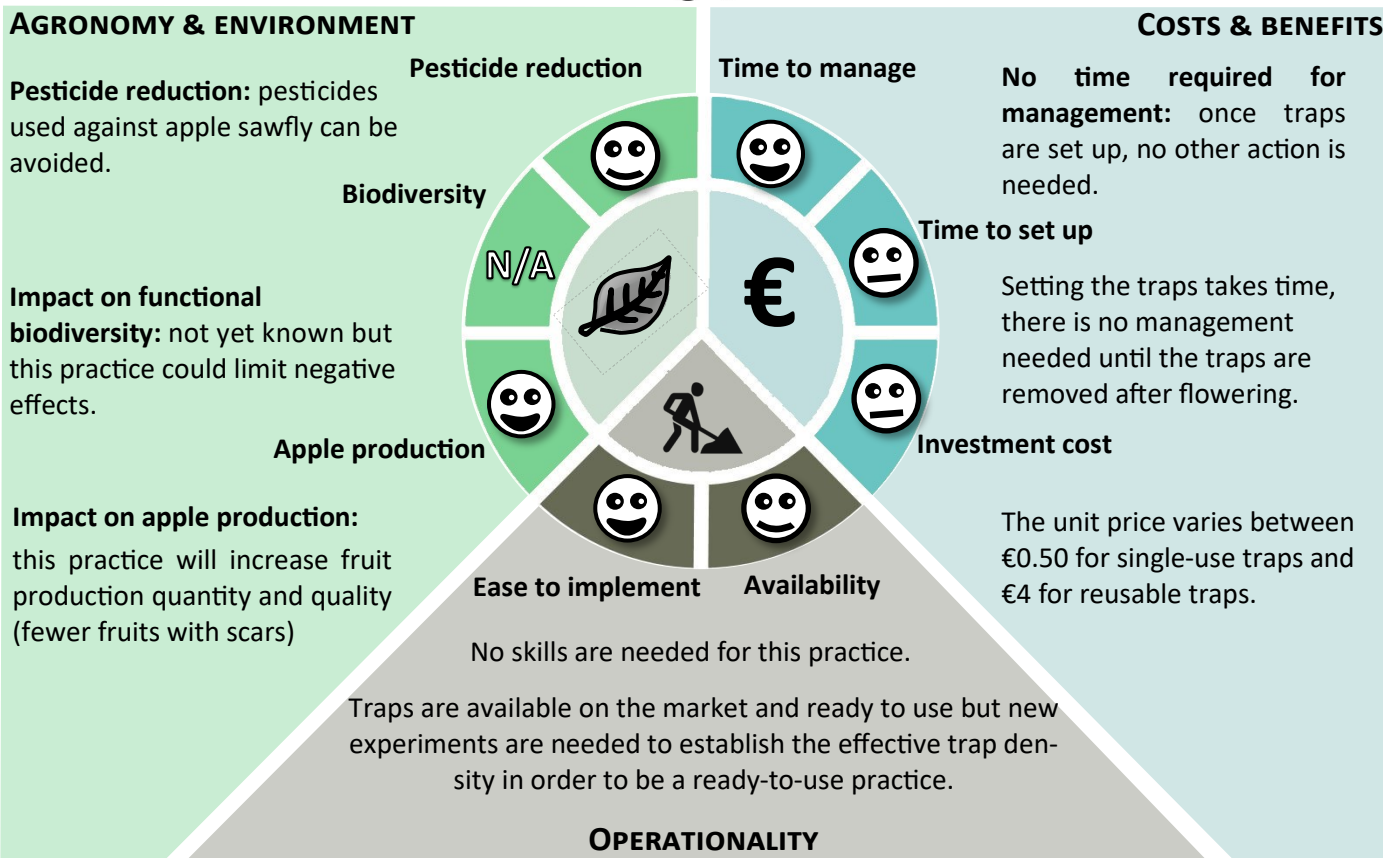 AGRONOMY & ENVIRONMENT
Pesticide reduction: pesticides
used against apple sawfly can be
avoided.
Impact on functional
biodiversity: not yet known but
this practice could limit negative
effects.
Impact on apple production:
this practice will increase fruit
production quantity and quality
(fewer fruits with scars)
Pesticide reduction
Biodiversity
N/A
Apple production
COSTS & BENEFITS
Time to manage
Time to set up
€
Investment cost
No time required for
management: once traps
are set up, no other action is
needed.
Setting the traps takes time,
there is no management
needed until the traps are
removed after flowering.
The unit price varies between
€0.50 for single-use traps and
€4 for reusable traps.
Ease to implement
Availability
No skills are needed for this practice.
Traps are available on the market and ready to use but new
experiments are needed to establish the effective trap den-
sity in order to be a ready-to-use practice.
OPERATIONALITY